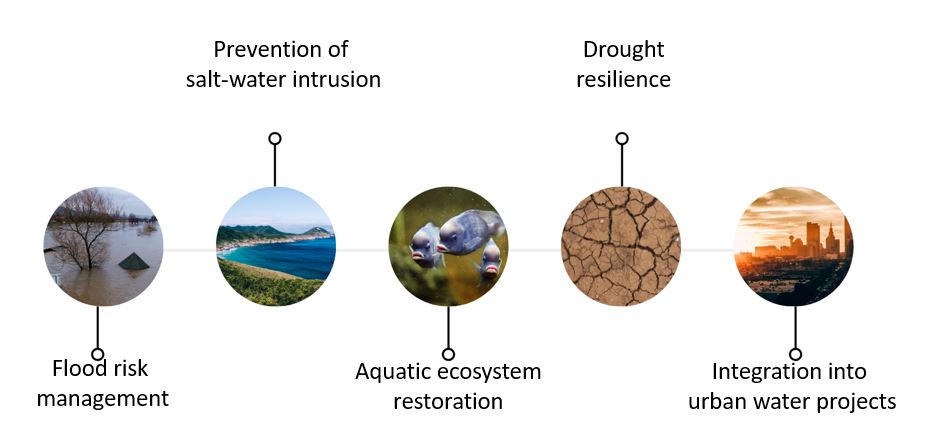 Prevention of
salt-water intrusion
Drought
resilience
Flood risk
management
Aquatic ecosystem
restoration
Integration into
urban water projects